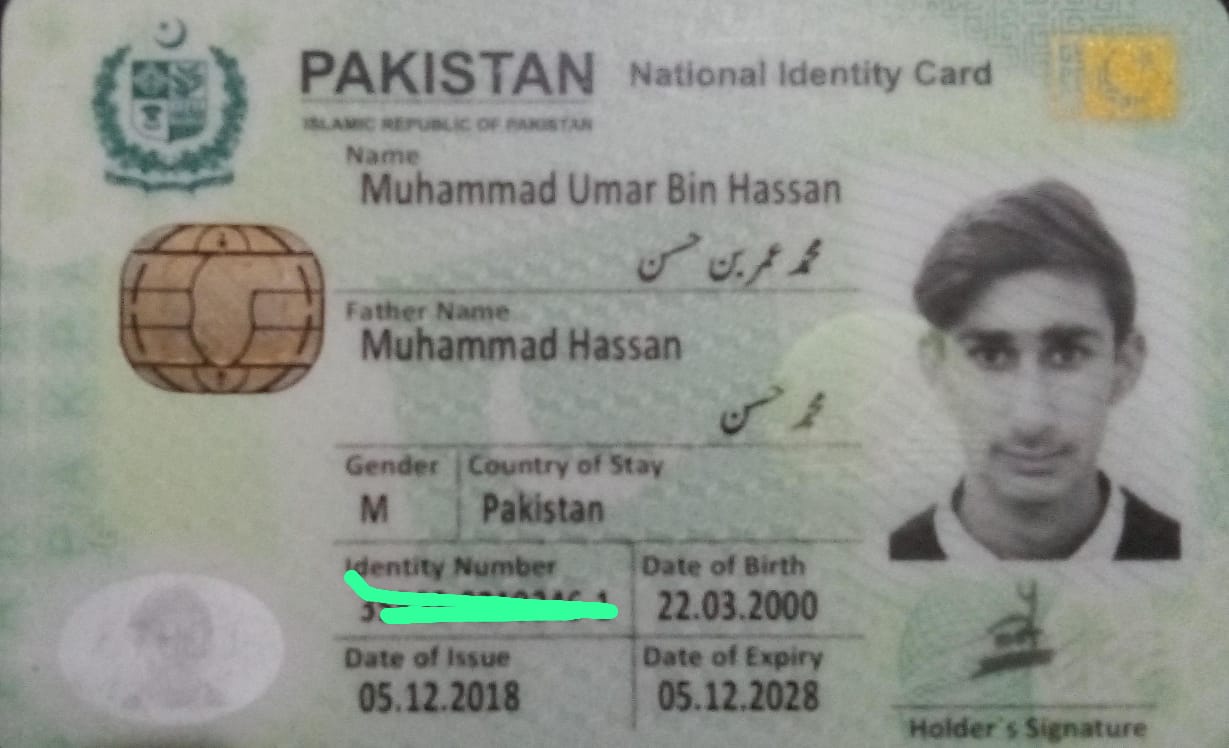 PAKISTAN National Identity Card
ISLAMIC REPUBLIC OF PAKISTAN
Name
Muhammad Umar Bin Hassan
محمد عمر بن حسن
Father Name
Muhammad Hassan
محمد حسن
Gender Country of Stay
M Pakistan
Identity Number Date of Birth
22.03.2000
Date of Issue Date of Expiry
05.12.2018 05.12.2028
Holder's Signature